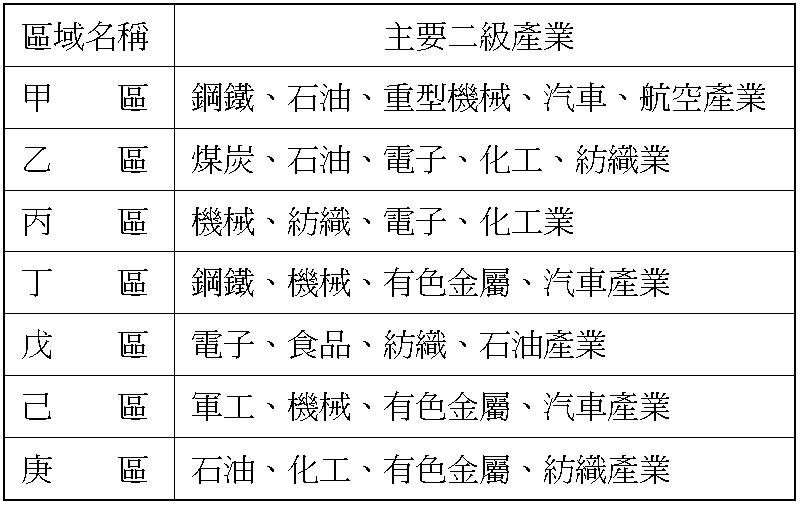 區域名稱 主要二級產業
甲 區 鋼鐵、石油、重型機械、汽車、航空產業
乙 區 煤炭、石油、電子、化工、紡織業
丙 區 機械、紡織、電子、化工業
丁 區 鋼鐵、機械、有色金屬、汽車產業
戊 區 電子、食品、紡織、石油產業
己 區 軍工、機械、有色金屬、汽車產業
庚 區 石油、化工、有色金屬、紡織產業